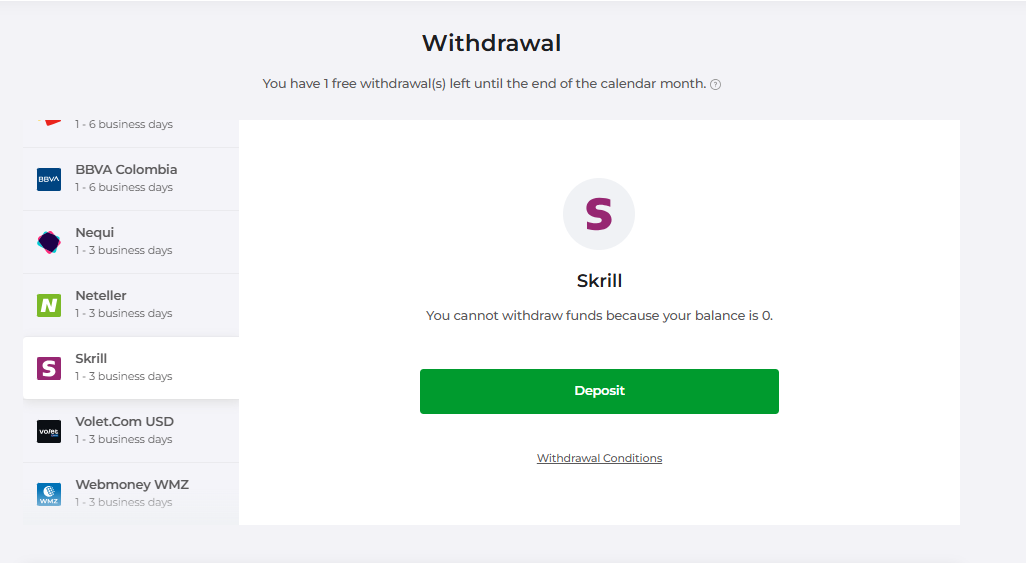 Withdrawal
You have 1 free withdrawal(s) left until the end of the calendar month. ?
1 - 6 business days
BBVA
BBVA Colombia
1 - 6 business days
Nequi
1 - 3 business days
N
Neteller
1 - 3 business days
S
Skrill
1 - 3 business days
volet
Volet.Com USD
1 - 3 business days
WMZ
Webmoney WMZ
1 - 3 business days
S
Skrill
You cannot withdraw funds because your balance is 0.
Deposit
Withdrawal Conditions